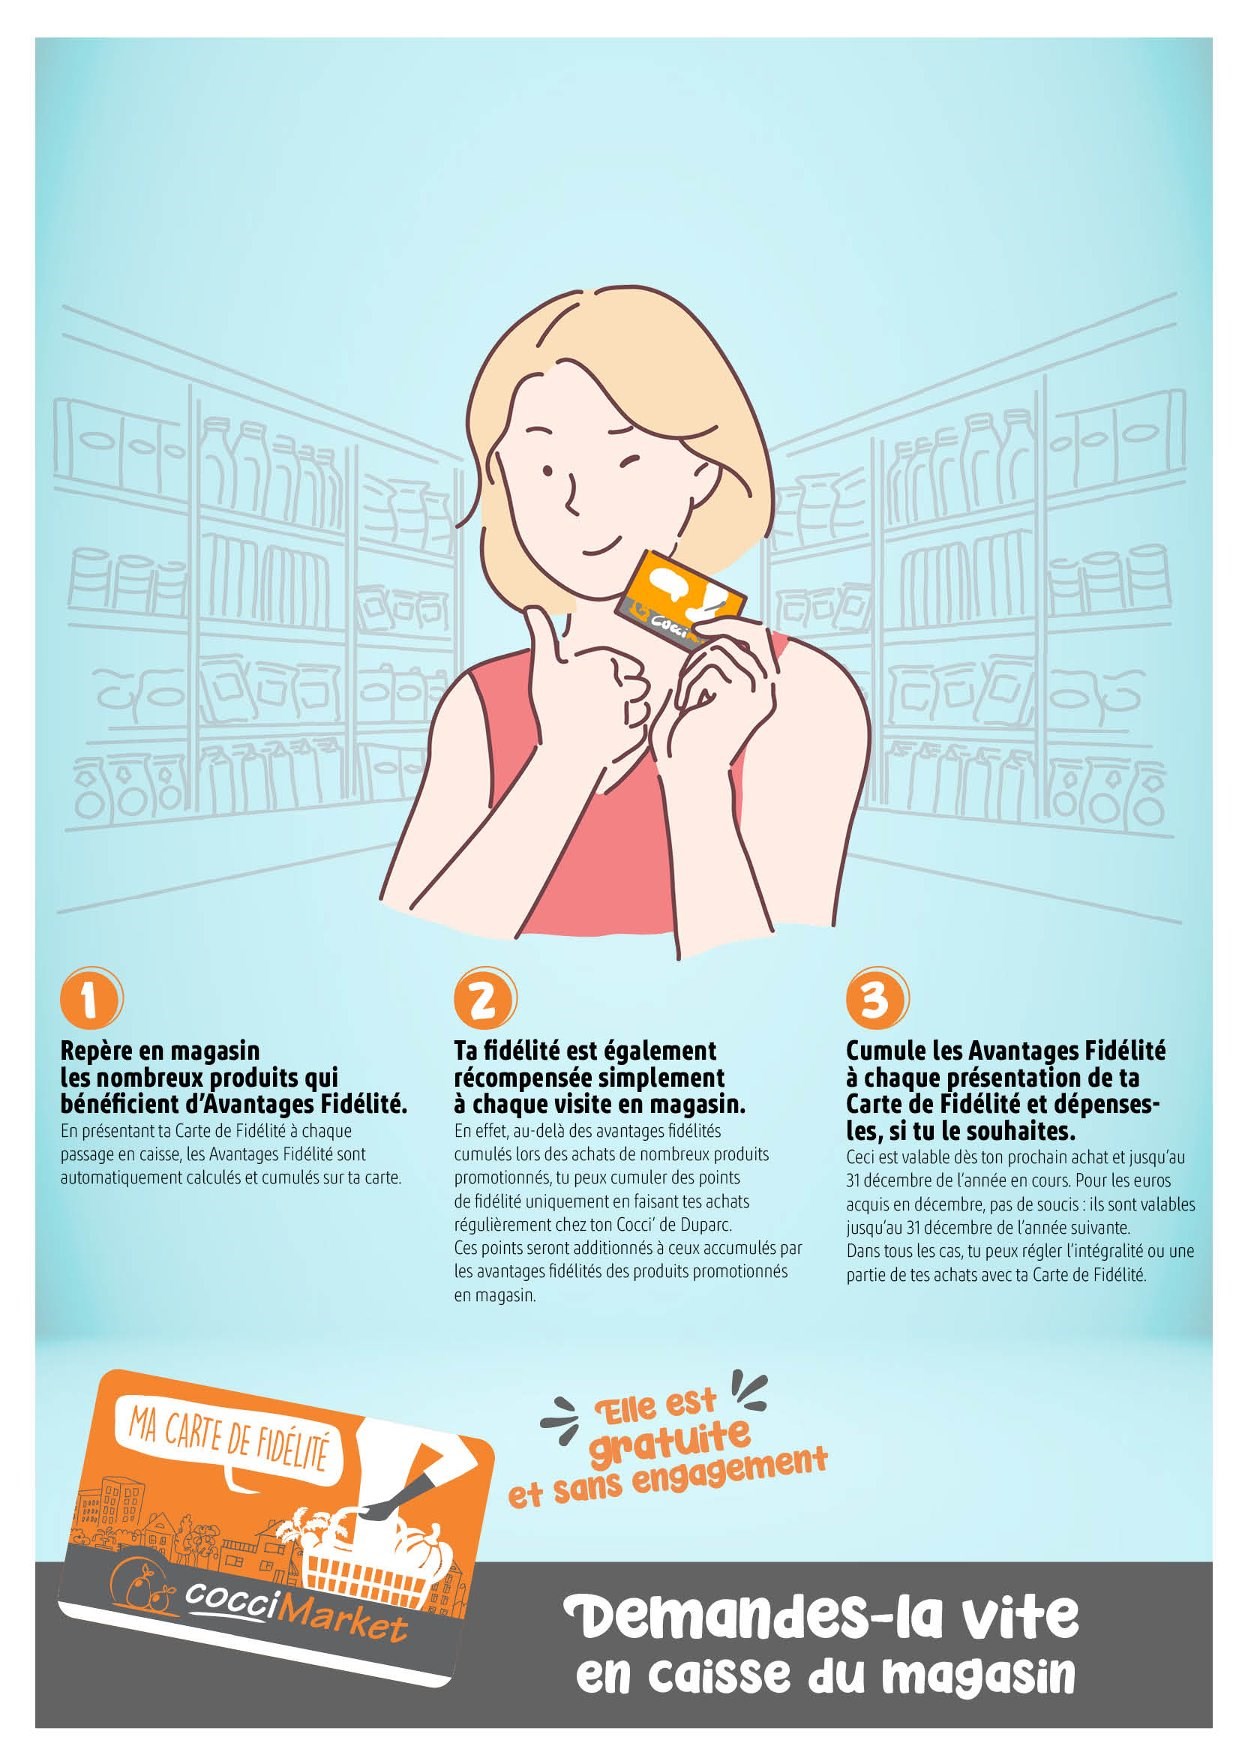 Cocci
1
Repère en magasin
les nombreux produits qui
bénéficient d'Avantages Fidélité.
En présentant ta Carte de Fidélité à chaque
passage en caisse, les Avantages Fidélité sont
automatiquement calculés et cumulés sur ta carte.
2
Ta fidélité est également
récompensée simplement
à chaque visite en magasin.
En effet, au-delà des avantages fidélités
cumulés lors des achats de nombreux produits
promotionnés, tu peux cumuler des points
de fidélité uniquement en faisant tes achats
régulièrement chez ton Cocci' de Duparc.
Ces points seront additionnés à ceux accumulés par
les avantages fidélités des produits promotionnés
en magasin.
3
Cumule les Avantages Fidélité
à chaque présentation de ta
Carte de Fidélité et dépenses-
les, si tu le souhaites.
Ceci est valable dès ton prochain achat et jusqu'au
31 décembre de l'année en cours. Pour les euros
acquis en décembre, pas de soucis : ils sont valables
jusqu'au 31 décembre de l'année suivante.
Dans tous les cas, tu peux régler l'intégralité ou une
partie de tes achats avec ta Carte de Fidélité.
MA CARTE DE FIDÉLITÉ
cocciMarket
Elle est
gratuite
et sans engagement
Demandes-la vite
en caisse du magasin